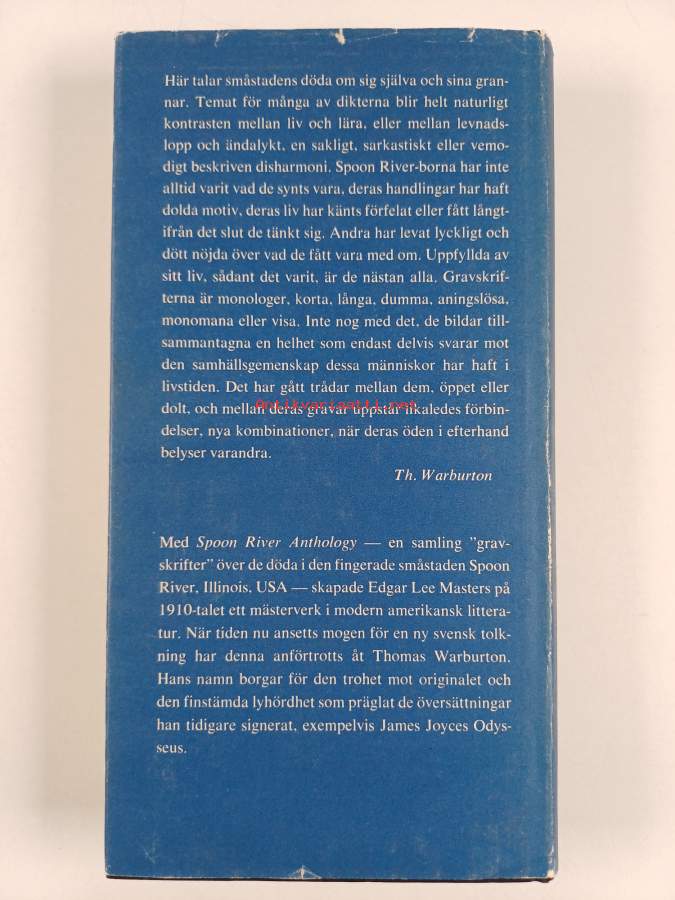 Här talar småstadens döda om sig själva och sina gran-
nar. Temat för många av dikterna blir helt naturligt
kontrasten mellan liv och lära, eller mellan levnads-
lopp och ändalykt, en sakligt, sarkastiskt eller vemo-
digt beskriven disharmoni. Spoon River-borna har inte
alltid varit vad de synts vara, deras handlingar har haft
dolda motiv, deras liv har känts förfelat eller fått långt-
ifrån det slut de tänkt sig. Andra har levat lyckligt och
dött nöjda över vad de fått vara med om. Uppfyllda av
sitt liv, sådant det varit, är de nästan alla. Gravskrif-
terna är monologer, korta, långa, dumma, aningslösa,
monomana eller visa. Inte nog med det, de bildar till-
sammantagna en helhet som endast delvis svarar mot
den samhällsgemenskap dessa människor har haft i
livstiden. Det har gått trådar mellan dem, öppet eller
Antikvariaatti.net
dolt, och mellan deras gravar uppstår likaledes förbin-
delser, nya kombinationer, när deras öden i efterhand
belyser varandra.
Th. Warburton
Med Spoon River Anthology — en samling "grav-
skrifter" över de döda i den fingerade småstaden Spoon
River, Illinois, USA — skapade Edgar Lee Masters på
1910-talet ett mästerverk i modern amerikansk littera-
tur. När tiden nu ansetts mogen för en ny svensk tolk-
ning har denna anförtrotts åt Thomas Warburton.
Hans namn borgar för den trohet mot originalet och
den finstämda lyhördhet som präglat de översättningar
han tidigare signerat, exempelvis James Joyces Odys-
seus.